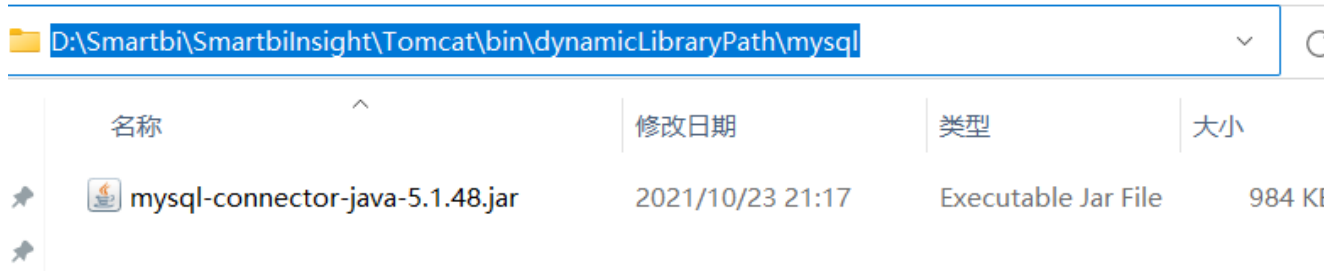 D:\Smartbi\SmartbiInsight\Tomcat\bin\dynamicLibraryPath\mysql
名称 修改日期 类型 大小
mysql-connector-java-5.1.48.jar 2021/10/23 21:17 Executable Jar File 984